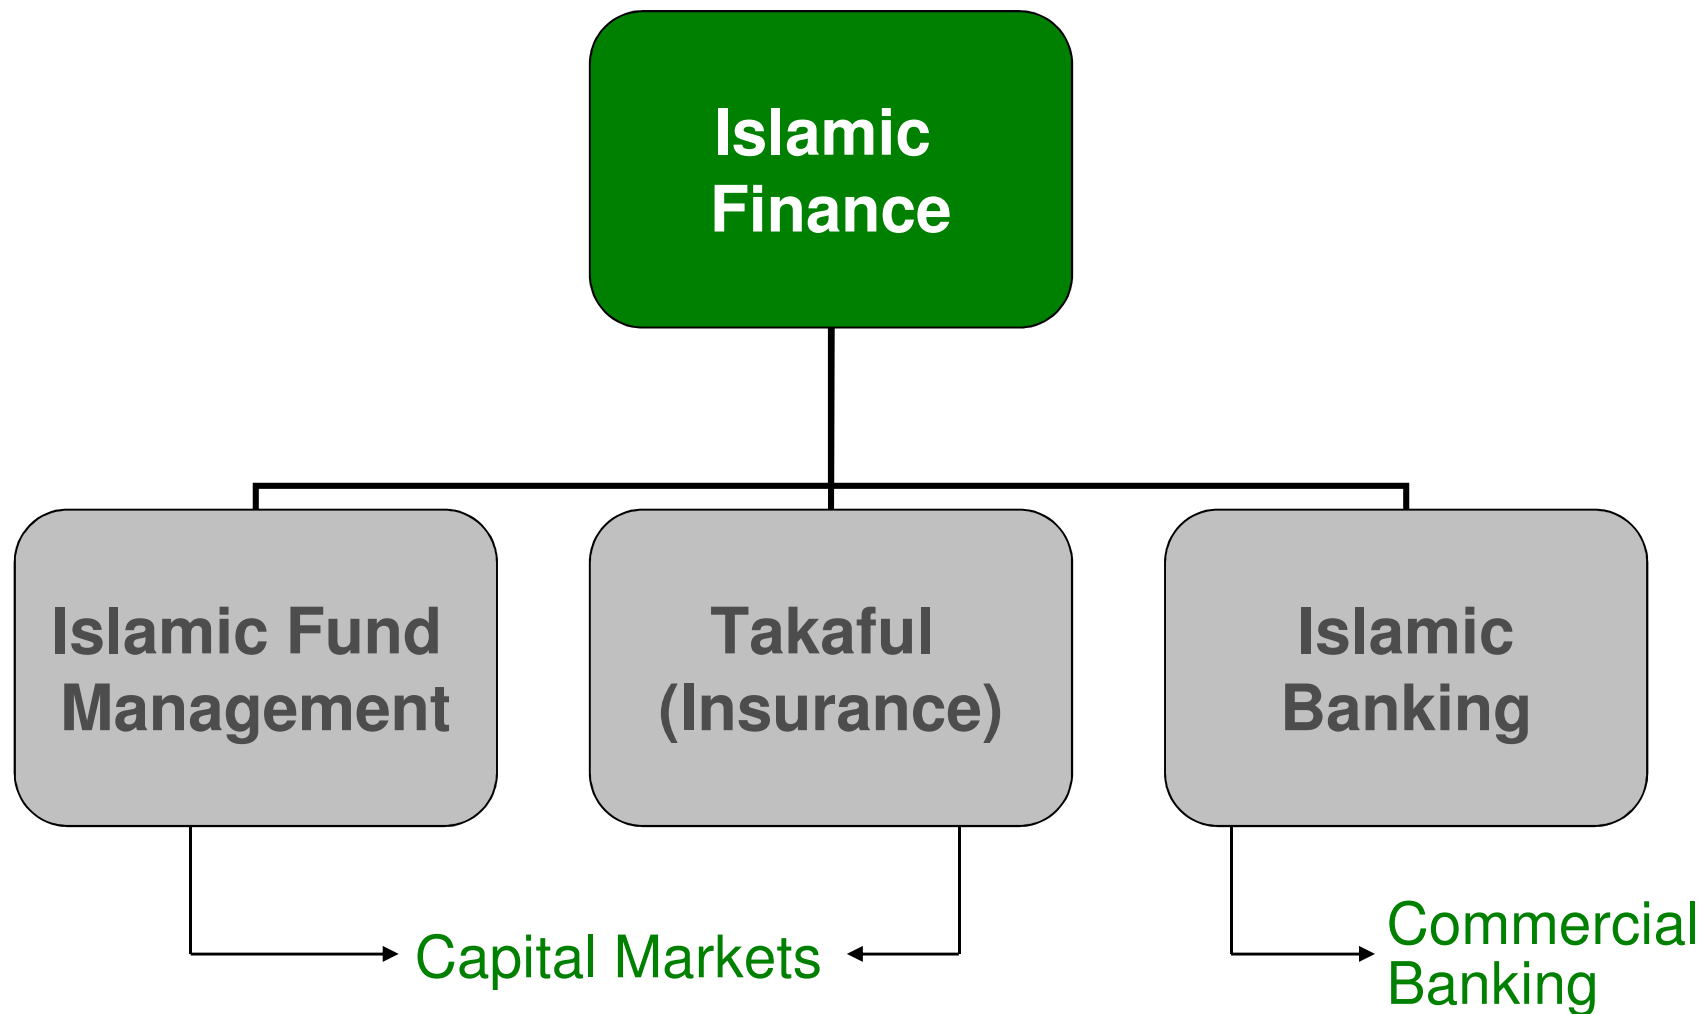 Islamic
Finance
Islamic Fund
Management
Takaful
(Insurance)
Islamic
Banking
Capital Markets
Commercial
Banking